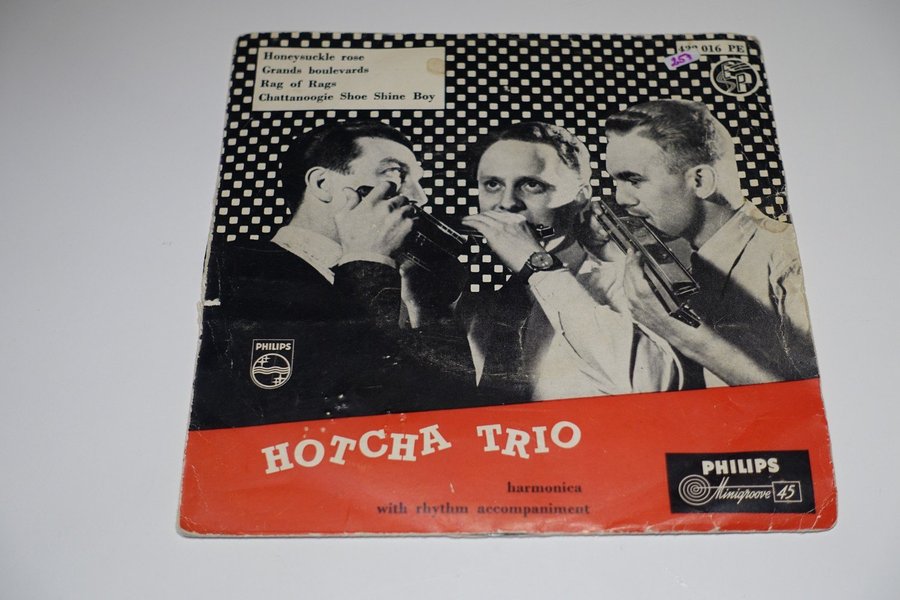 Honeysuckle rose
Grands boulevards
Rag of Rags
Chattanoogie Shoe Shine Boy
016 PE
253
PHILIPS
HOTCHA TRIO
harmonica
with rhythm accompaniment
PHILIPS
Minigroove 45